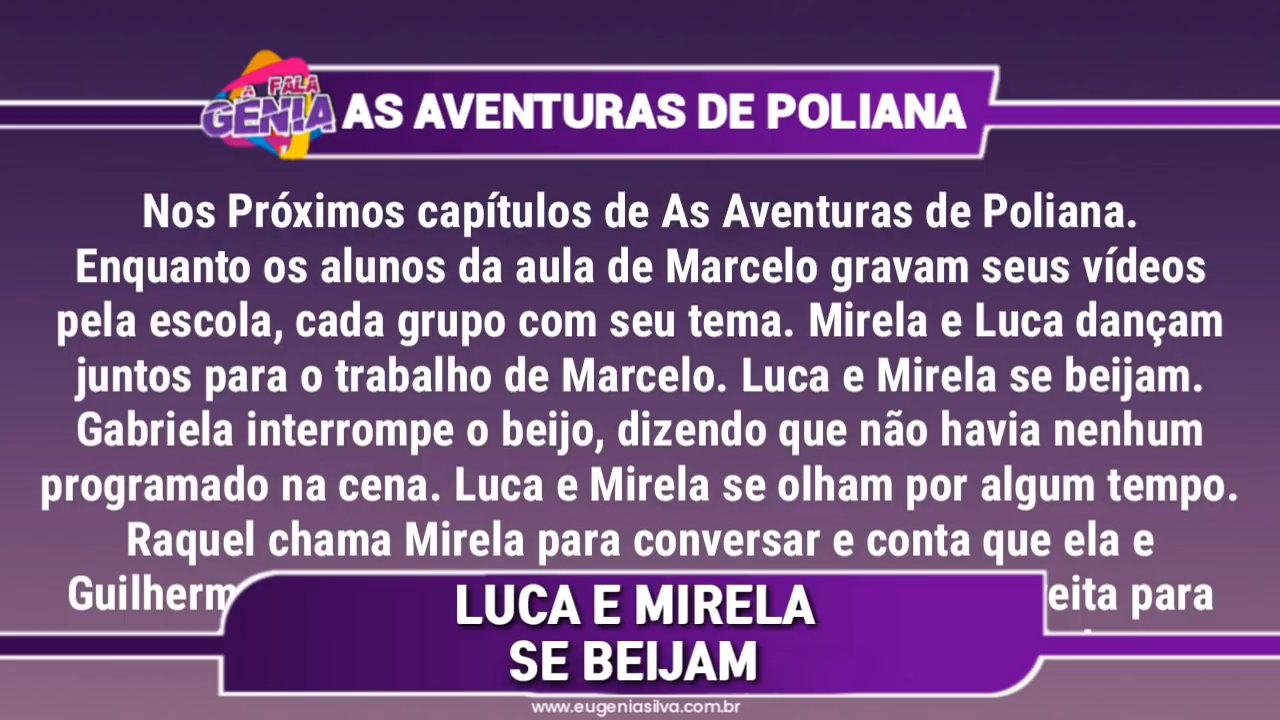 A FALA
GÊNIA
AS AVENTURAS DE POLIANA
Nos Próximos capítulos de As Aventuras de Poliana.
Enquanto os alunos da aula de Marcelo gravam seus vídeos
pela escola, cada grupo com seu tema. Mirela e Luca dançam
juntos para o trabalho de Marcelo. Luca e Mirela se beijam.
Gabriela interrompe o beijo, dizendo que não havia nenhum
programado na cena. Luca e Mirela se olham por algum tempo.
Raquel chama Mirela para conversar e conta que ela e
Guilherm eita para
LUCA E MIRELA
SE BEIJAM
www.eugeniasilva.com.br